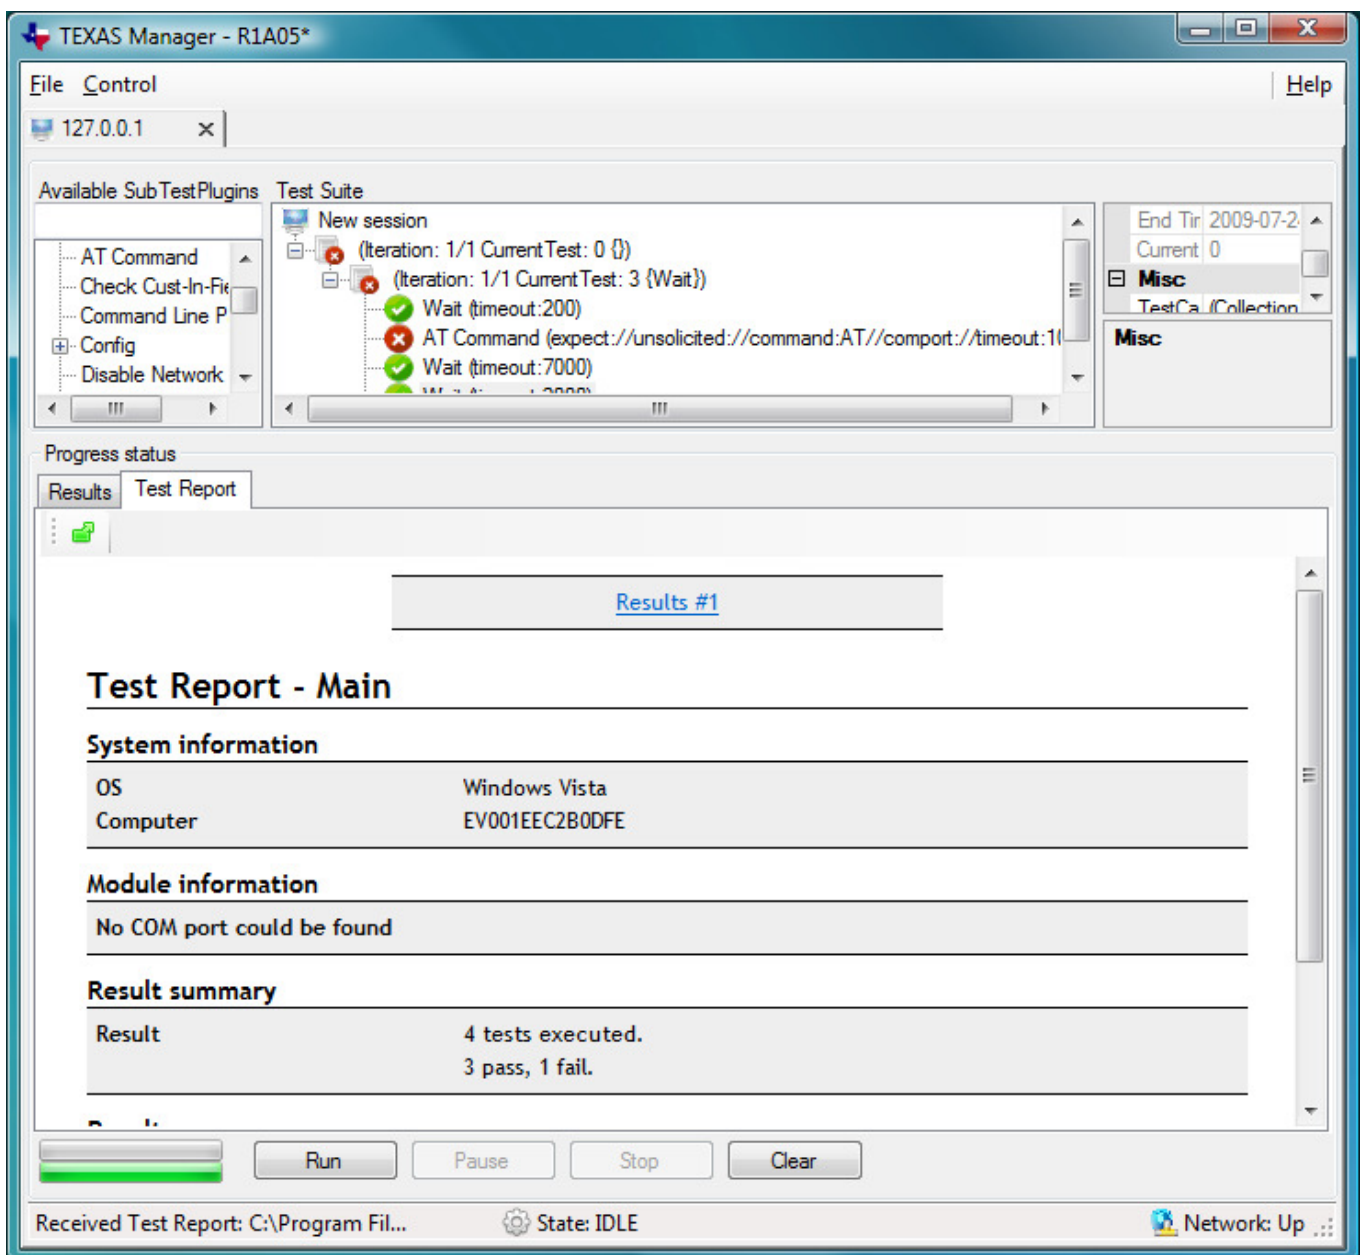 TEXAS Manager - R1A05*
File Control Help
127.0.0.1
Available SubTestPlugins
AT Command
Check Cust-In-Fie
Command Line P
Config
Disable Network
Test Suite
New session
(Iteration: 1/1 CurrentTest: 0 {})
(Iteration: 1/1 CurrentTest: 3 {Wait})
Wait (timeout:200)
AT Command (expect://unsolicited://command:AT//comport://timeout:1
Wait (timeout:7000)
End Tir 2009-07-2
Current 0
Misc
TestCa (Collection
Misc
Progress status
Results Test Report
Results #1
Test Report - Main
System information
OS Windows Vista
Computer EV001EEC2B0DFE
Module information
No COM port could be found
Result summary
Result 4 tests executed.
3 pass, 1 fail.
Run Pause Stop Clear
Received Test Report: C:\Program Fil... State: IDLE Network: Up